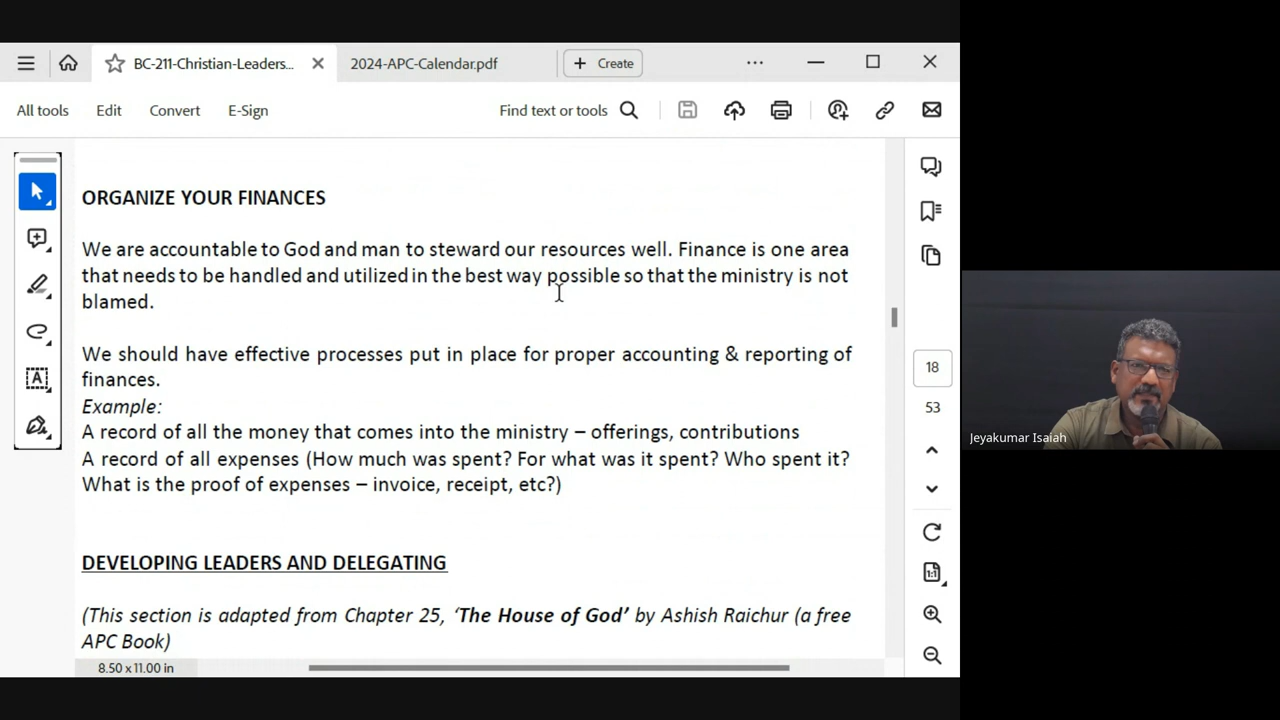 BC-211-Christian-Leaders...
2024-APC-Calendar.pdf
Create
All tools
Edit
Convert
E-Sign
Find text or tools
ORGANIZE YOUR FINANCES
We are accountable to God and man to steward our resources well. Finance is one area
that needs to be handled and utilized in the best way possible so that the ministry is not
blamed.
We should have effective processes put in place for proper accounting & reporting of
finances.
Example:
A record of all the money that comes into the ministry – offerings, contributions
A record of all expenses (How much was spent? For what was it spent? Who spent it?
What is the proof of expenses – invoice, receipt, etc?)
DEVELOPING LEADERS AND DELEGATING
(This section is adapted from Chapter 25, ‘The House of God’ by Ashish Raichur (a free
APC Book)
8.50 x 11.00 in
18
53
1:1
Jeyakumar Isaiah